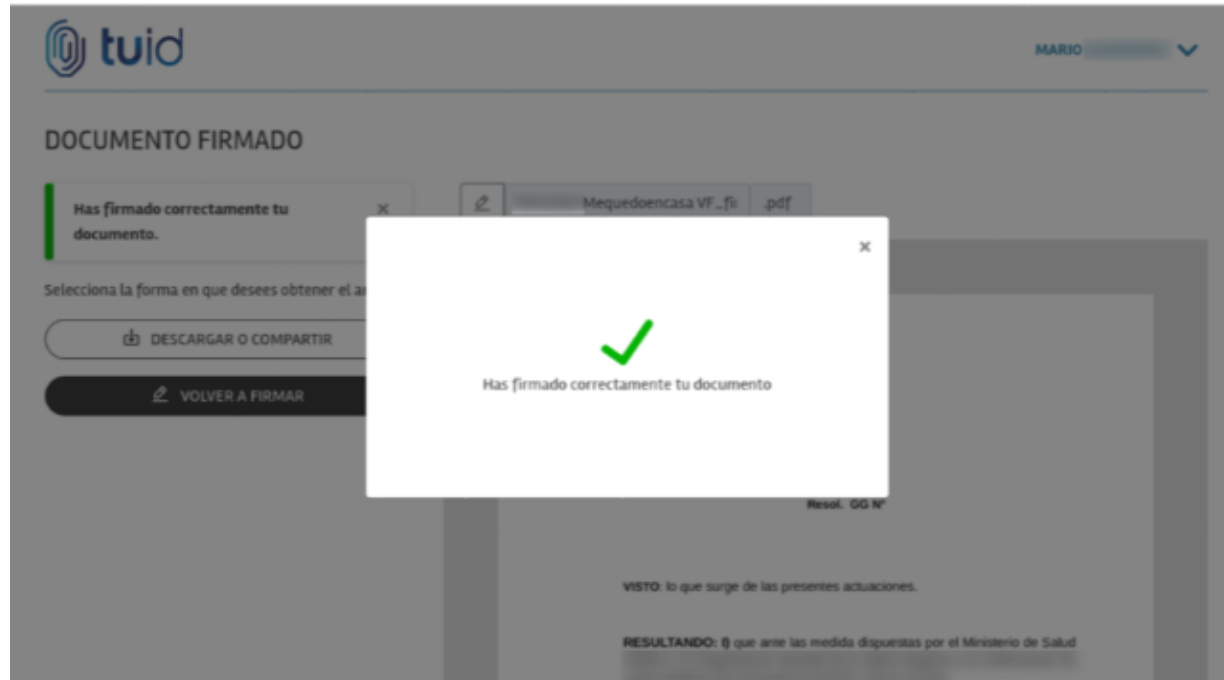 tuid
MARIO
DOCUMENTO FIRMADO
Has firmado correctamente tu
documento.
Mequedoencasa VF_fir .pdf
Selecciona la forma en que desees obtener el a
DESCARGAR O COMPARTIR
VOLVER A FIRMAR
Has firmado correctamente tu documento
Resol. GG N°
VISTO: lo que surge de las presentes actuaciones.
RESULTANDO: I) que ante las medida dispuestas por el Ministerio de Salud